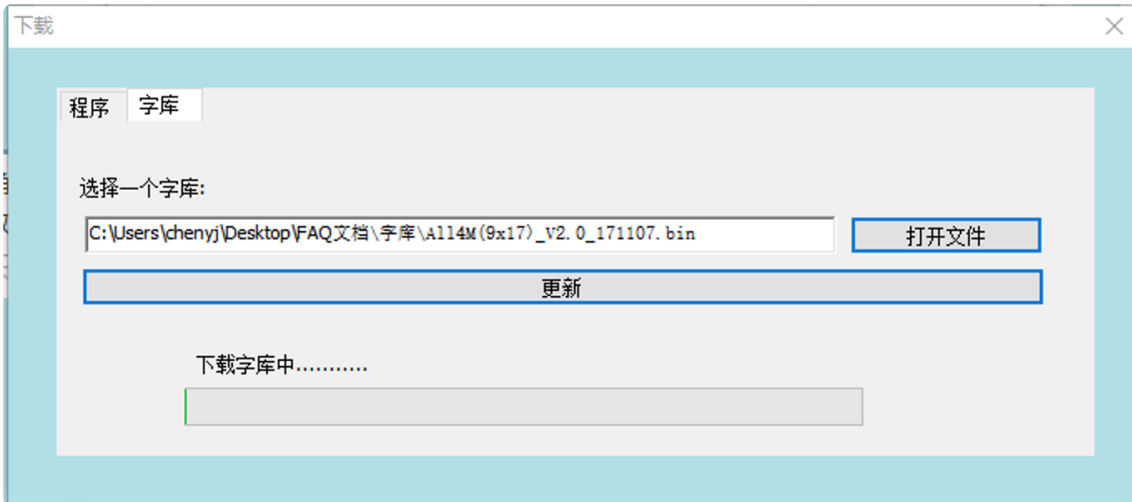 下载
程序 字库
选择一个字库:
C:\Users\chenyj\Desktop\FAQ文档\字库\All4M(9x17)_V2.0_171107.bin 打开文件
更新
下载字库中...........